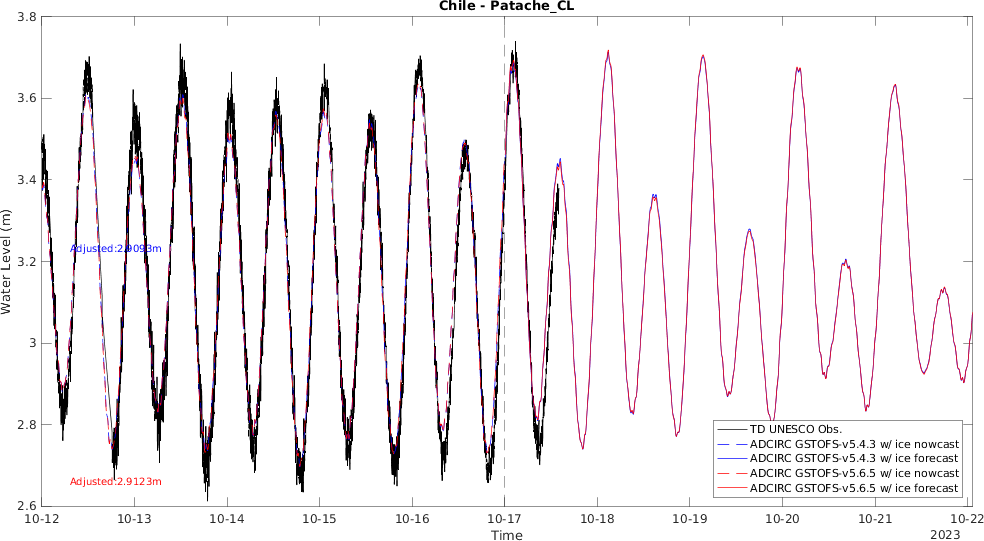 Chile - Patache_CL
3.8
3.6
3.4
3.2
3
2.8
2.6
Water Level (m)
Adjusted:2.9093m
Adjusted:2.9123m
TD UNESCO Obs.
ADCIRC GSTOFS-v5.4.3 w/ ice nowcast
ADCIRC GSTOFS-v5.4.3 w/ ice forecast
ADCIRC GSTOFS-v5.6.5 w/ ice nowcast
ADCIRC GSTOFS-v5.6.5 w/ ice forecast
10-12 10-13 10-14 10-15 10-16 10-17 10-18 10-19 10-20 10-21 10-22
Time
2023